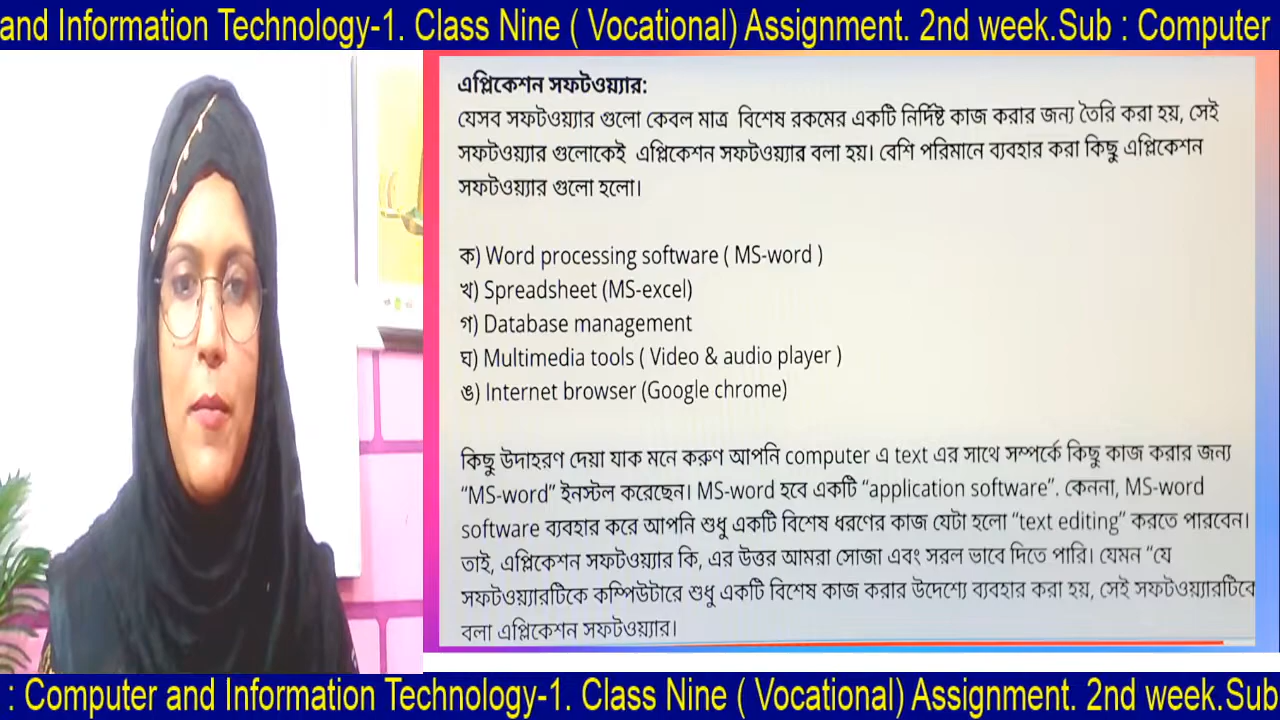 and Information Technology-1. Class Nine ( Vocational) Assignment. 2nd week.Sub : Computer
এপ্লিকেশন সফটওয়্যার:
যেসব সফটওয়্যার গুলো কেবল মাত্র বিশেষ রকমের একটি নির্দিষ্ট কাজ করার জন্য তৈরি করা হয়, সেই
সফটওয়্যার গুলোকেই এপ্লিকেশন সফটওয়্যার বলা হয়। বেশি পরিমানে ব্যবহার করা কিছু এপ্লিকেশন
সফটওয়্যার গুলো হলো।
ক) Word processing software ( MS-word )
খ) Spreadsheet (MS-excel)
গ) Database management
ঘ) Multimedia tools ( Video & audio player )
ঙ) Internet browser (Google chrome)
কিছু উদাহরণ দেয়া যাক মনে করুণ আপনি computer এ text এর সাথে সম্পর্কে কিছু কাজ করার জন্য
“MS-word” ইনস্টল করেছেন। MS-word হবে একটি “application software”. কেননা, MS-word
software ব্যবহার করে আপনি শুধু একটি বিশেষ ধরণের কাজ যেটা হলো “text editing” করতে পারবেন।
তাই, এপ্লিকেশন সফটওয়্যার কি, এর উত্তর আমরা সোজা এবং সরল ভাবে দিতে পারি। যেমন “যে
সফটওয়্যারটিকে কম্পিউটারে শুধু একটি বিশেষ কাজ করার উদেশ্যে ব্যবহার করা হয়, সেই সফটওয়্যারটিকে
বলা এপ্লিকেশন সফটওয়্যার।
: Computer and Information Technology-1. Class Nine ( Vocational) Assignment. 2nd week.Sub